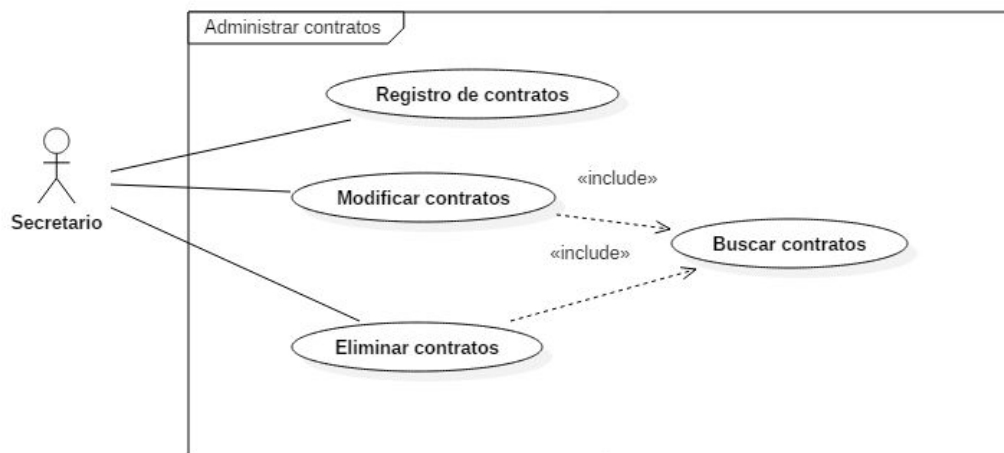 Administrar contratos
Registro de contratos
Modificar contratos
«include»
Secretario
Buscar contratos
«include»
Eliminar contratos